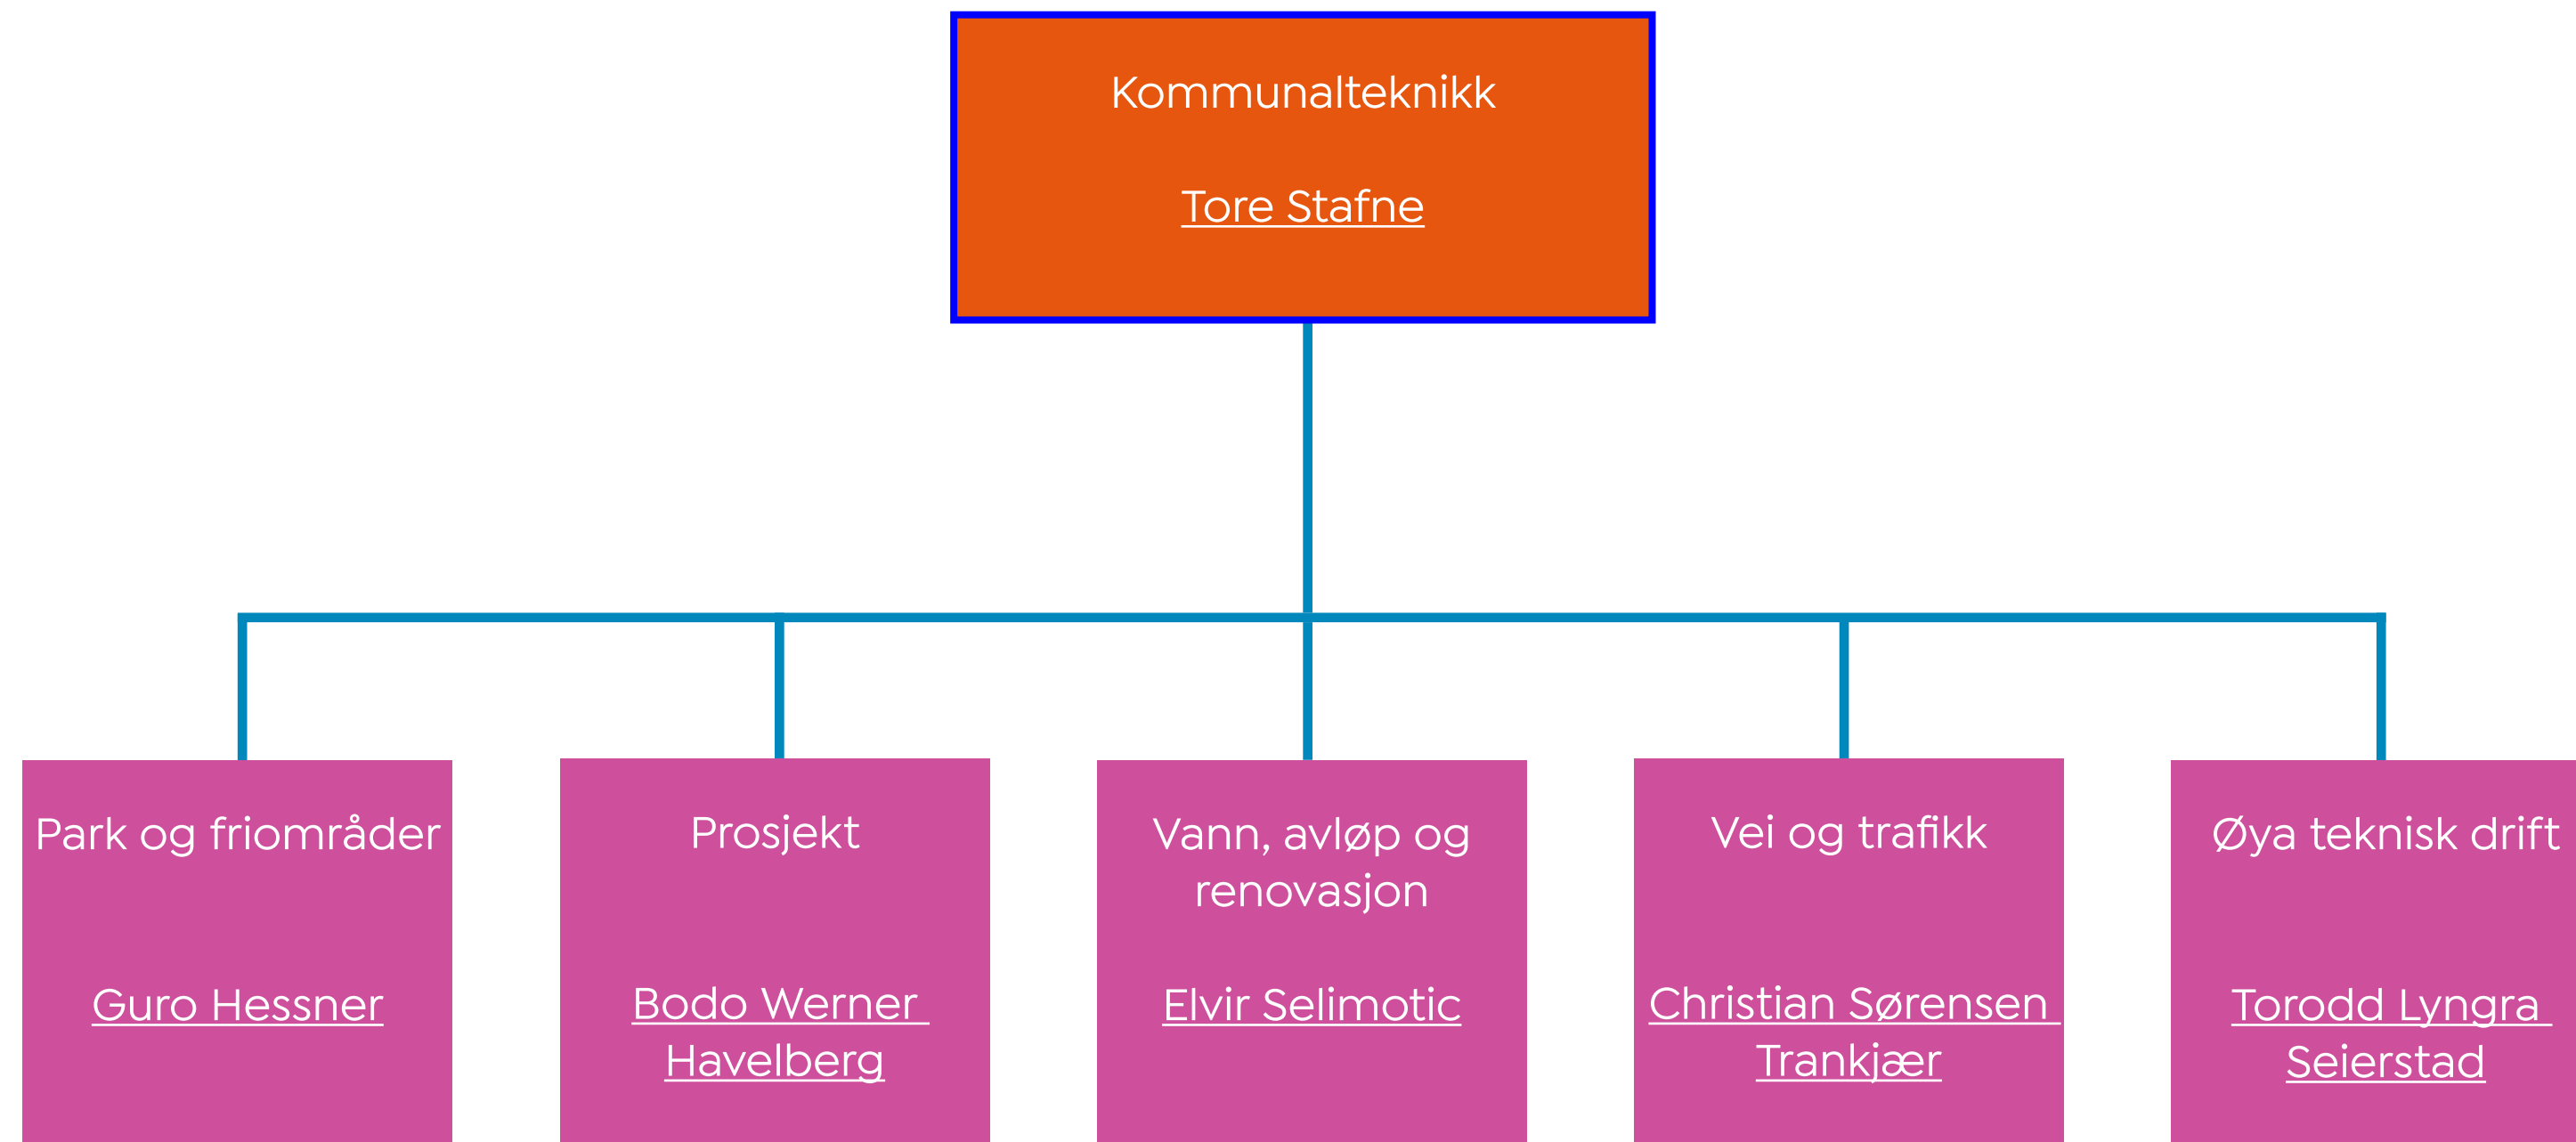 Kommunalteknikk
Tore Stafne
Park og friområder
Guro Hessner
Prosjekt
Bodo Werner
Havelberg
Vann, avløp og
renovasjon
Elvir Selimotic
Vei og trafikk
Christian Sørensen
Trankjær
Øya teknisk drift
Torodd Lyngra
Seierstad